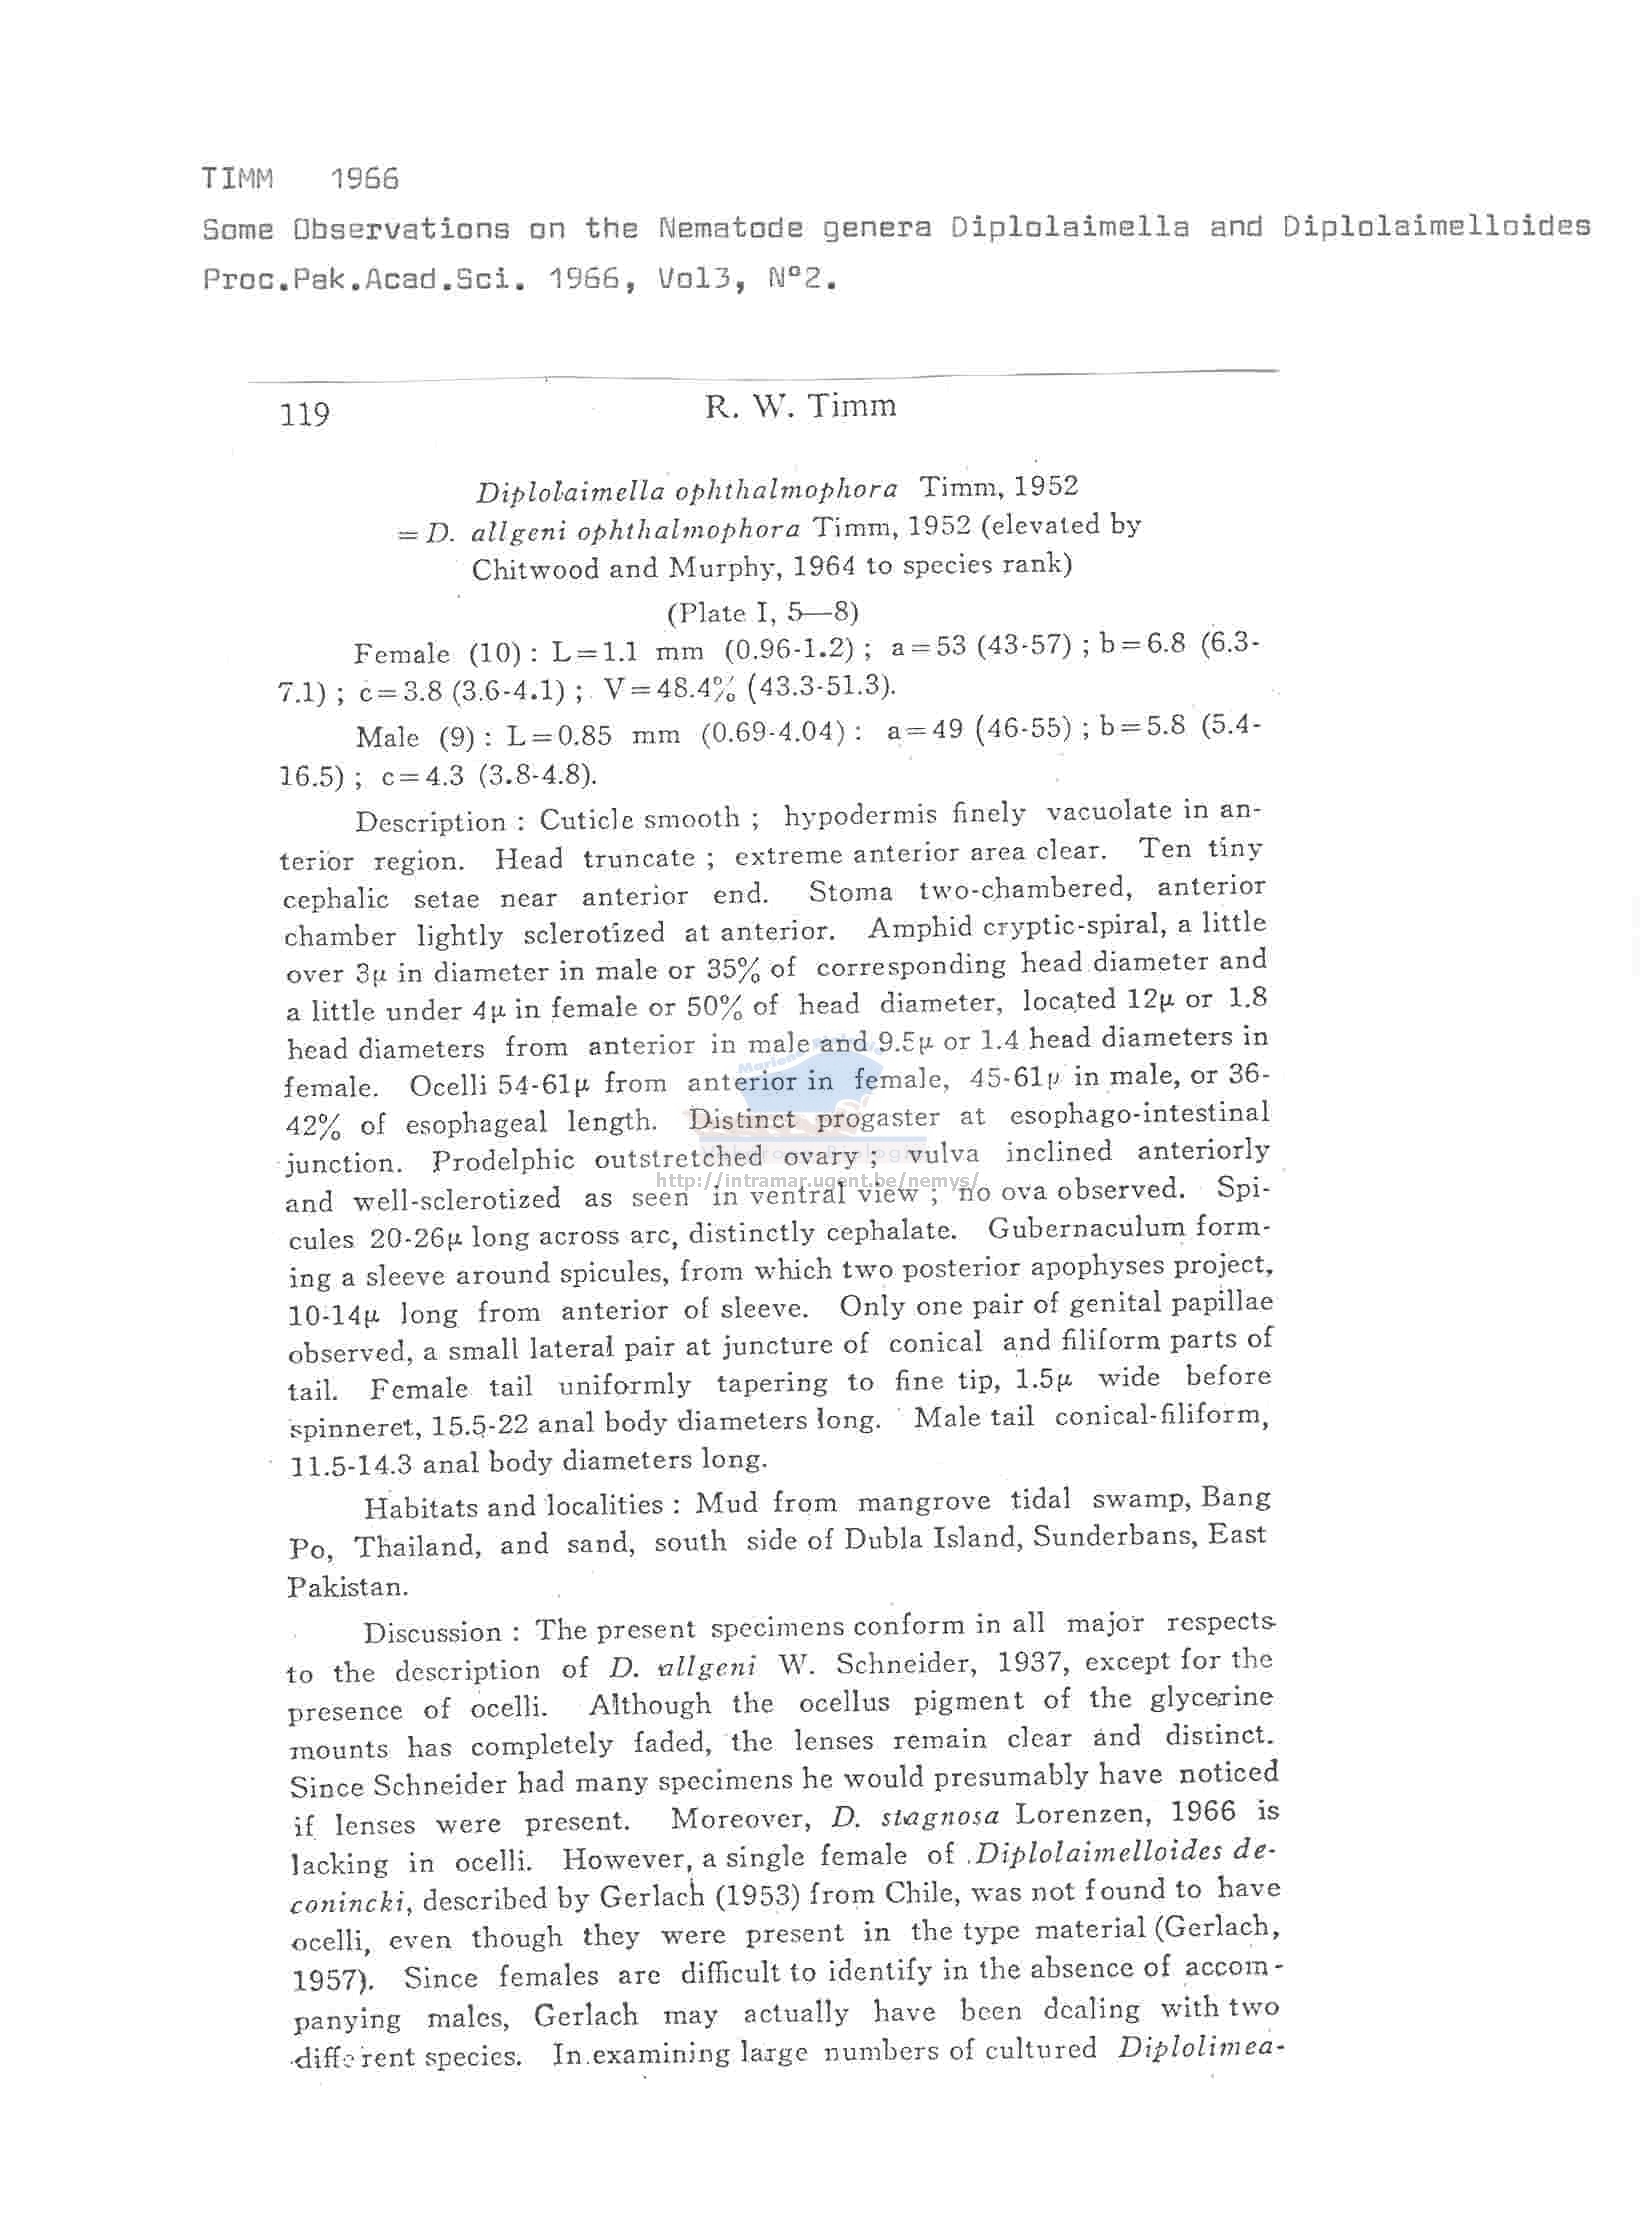 TIMM 1966
Some Observations on the Nematode genera Diplolaimella and Diplolaimelloides
Proc.Pak.Acad.Sci. 1966, Vol3, N°2.
119 R. W. Timm
Diplolaimella ophthalmophora Timm, 1952
= D. allgeni ophthalmophora Timm, 1952 (elevated by
Chitwood and Murphy, 1964 to species rank)
(Plate I, 5—8)
Female (10) : L=1.1 mm (0.96-1.2) ; a=53 (43-57) ; b=6.8 (6.3-
7.1) ; c=3.8 (3.6-4.1) ; V=48.4% (43.3-51.3).
Male (9) : L=0.85 mm (0.69-4.04) : a=49 (46-55) ; b=5.8 (5.4-
16.5) ; c=4.3 (3.8-4.8).
Description : Cuticle smooth ; hypodermis finely vacuolate in an-
terior region. Head truncate ; extreme anterior area clear. Ten tiny
cephalic setae near anterior end. Stoma two-chambered, anterior
chamber lightly sclerotized at anterior. Amphid cryptic-spiral, a little
over 3µ in diameter in male or 35% of corresponding head diameter and
a little under 4µ in female or 50% of head diameter, located 12µ or 1.8
head diameters from anterior in male and 9.5µ or 1.4 head diameters in
female. Ocelli 54-61µ from anterior in female, 45-61µ in male, or 36-
42% of esophageal length. Distinct progaster at esophago-intestinal
junction. Prodelphic outstretched ovary ; vulva inclined anteriorly
http://intramar.ugent.be/nemys/
and well-sclerotized as seen in ventral view ; no ova observed. Spi-
cules 20-26µ long across arc, distinctly cephalate. Gubernaculum form-
ing a sleeve around spicules, from which two posterior apophyses project,
10-14µ long from anterior of sleeve. Only one pair of genital papillae
observed, a small lateral pair at juncture of conical and filiform parts of
tail. Female tail uniformly tapering to fine tip, 1.5µ wide before
spinneret, 15.5-22 anal body diameters long. Male tail conical-filiform,
11.5-14.3 anal body diameters long.
Habitats and localities : Mud from mangrove tidal swamp, Bang
Po, Thailand, and sand, south side of Dubla Island, Sunderbans, East
Pakistan.
Discussion : The present specimens conform in all major respects
to the description of D. allgeni W. Schneider, 1937, except for the
presence of ocelli. Although the ocellus pigment of the glycerine
mounts has completely faded, the lenses remain clear and distinct.
Since Schneider had many specimens he would presumably have noticed
if lenses were present. Moreover, D. stagnosa Lorenzen, 1966 is
lacking in ocelli. However, a single female of Diplolaimelloides de-
conincki, described by Gerlach (1953) from Chile, was not found to have
ocelli, even though they were present in the type material (Gerlach,
1957). Since females are difficult to identify in the absence of accom-
panying males, Gerlach may actually have been dealing with two
different species. In examining large numbers of cultured Diplolimea-